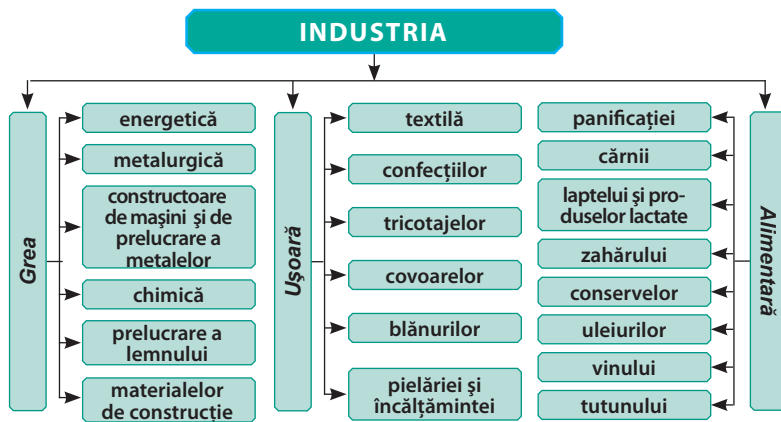 INDUSTRIA
Grea
energetică
metalurgică
constructoare
de mașini și de
prelucrare a
metalelor
chimică
prelucrare a
lemnului
materialelor
de construcție
Ușoară
textilă
confecțiilor
tricotajelor
covoarelor
blănurilor
pielăriei și
încălțămintei
Alimentară
panificației
cărnii
laptelui și pro-
duselor lactate
zahărului
conservelor
uleiurilor
vinului
tutunului